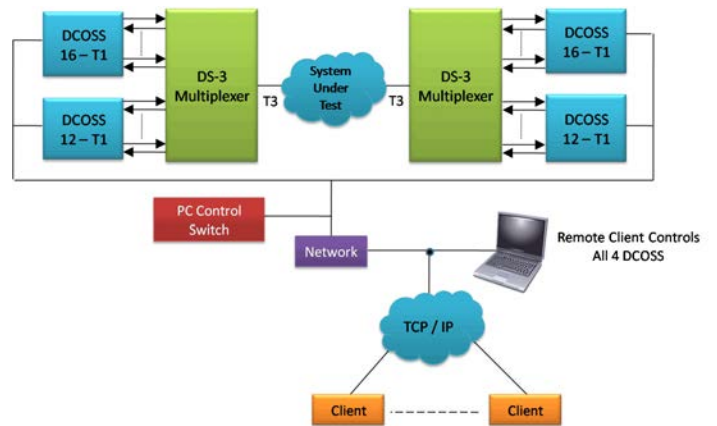 DCOSS
16 – T1
DCOSS
12 – T1
DS-3
Multiplexer
T3
System
Under
Test
T3
DS-3
Multiplexer
DCOSS
16 – T1
DCOSS
12 – T1
PC Control
Switch
Network
Remote Client Controls
All 4 DCOSS
TCP / IP
Client
Client